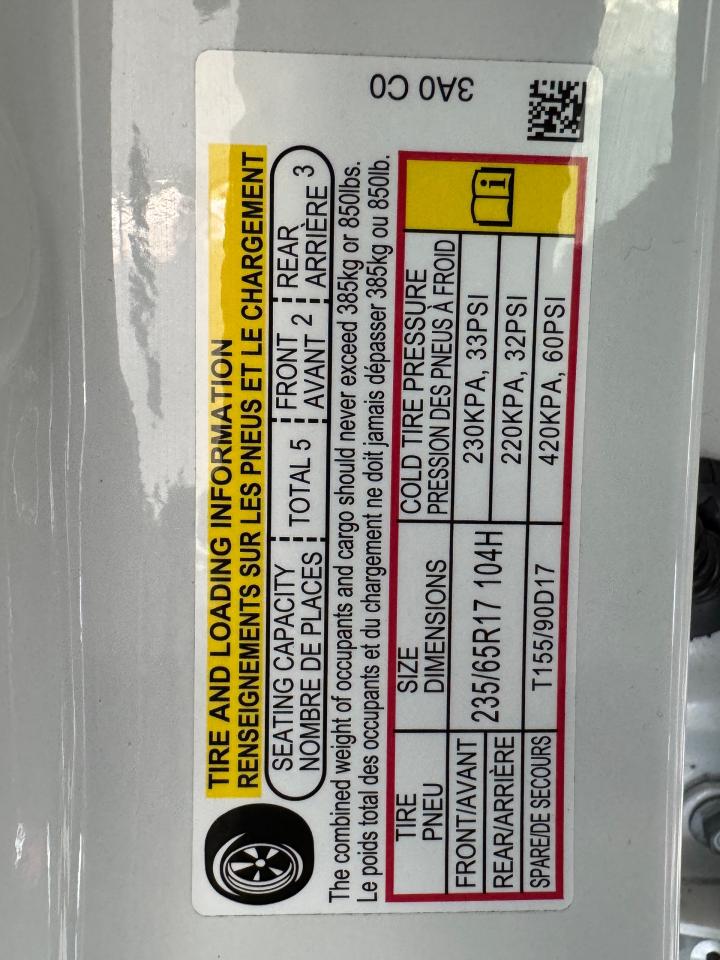 TIRE AND LOADING INFORMATION
RENSEIGNEMENTS SUR LES PNEUS ET LE CHARGEMENT
SEATING CAPACITY
NOMBRE DE PLACES
TOTAL 5
FRONT
AVANT 2
REAR
ARRIÈRE 3
The combined weight of occupants and cargo should never exceed 385kg or 850lbs.
Le poids total des occupants et du chargement ne doit jamais dépasser 385kg ou 850lb.
TIRE
PNEU
SIZE
DIMENSIONS
COLD TIRE PRESSURE
PRESSION DES PNEUS À FROID
FRONT/AVANT
235/65R17 104H
230KPA, 33PSI
REAR/ARRIÈRE
220KPA, 32PSI
SPARE/DE SECOURS
T155/90D17
420KPA, 60PSI
3A0 C0